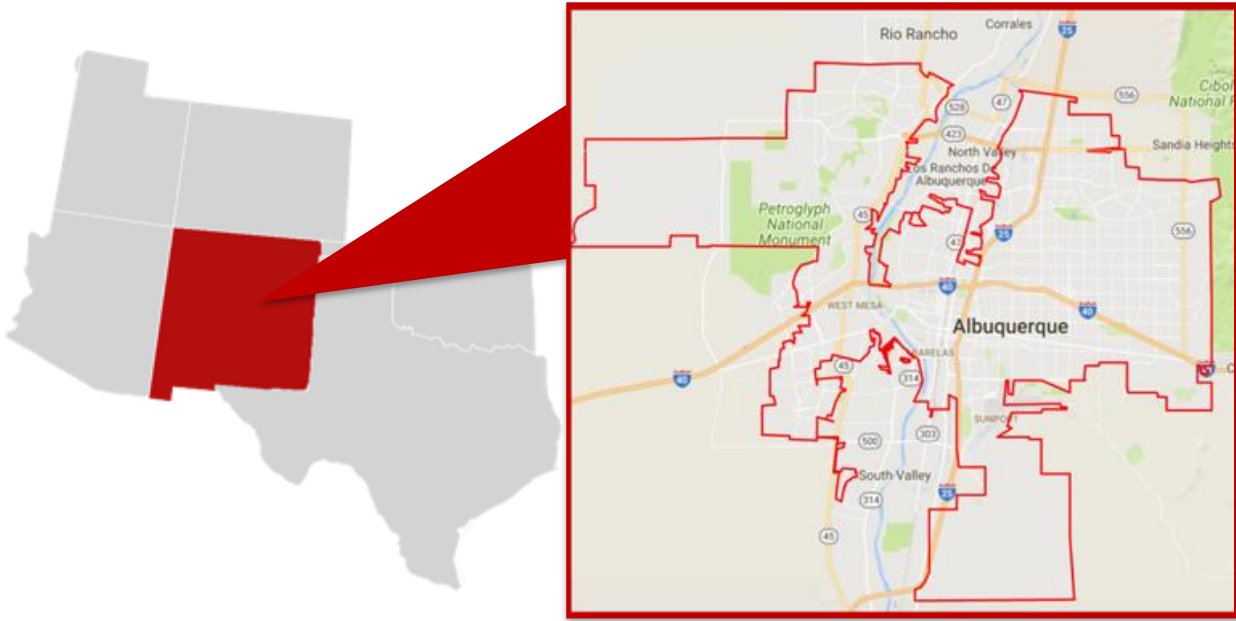 Corrales
Rio Rancho
25
Cibol
National F
556
528
47
423
North Valley
Sandia Heights
Los Ranchos De
Albuquerque
Petroglyph
National
Monument
45
47
25
556
40
WEST MESA
40
Albuquerque
BARELAS
45
314
40
C
SUNPORT
500
303
South Valley
314
25
45